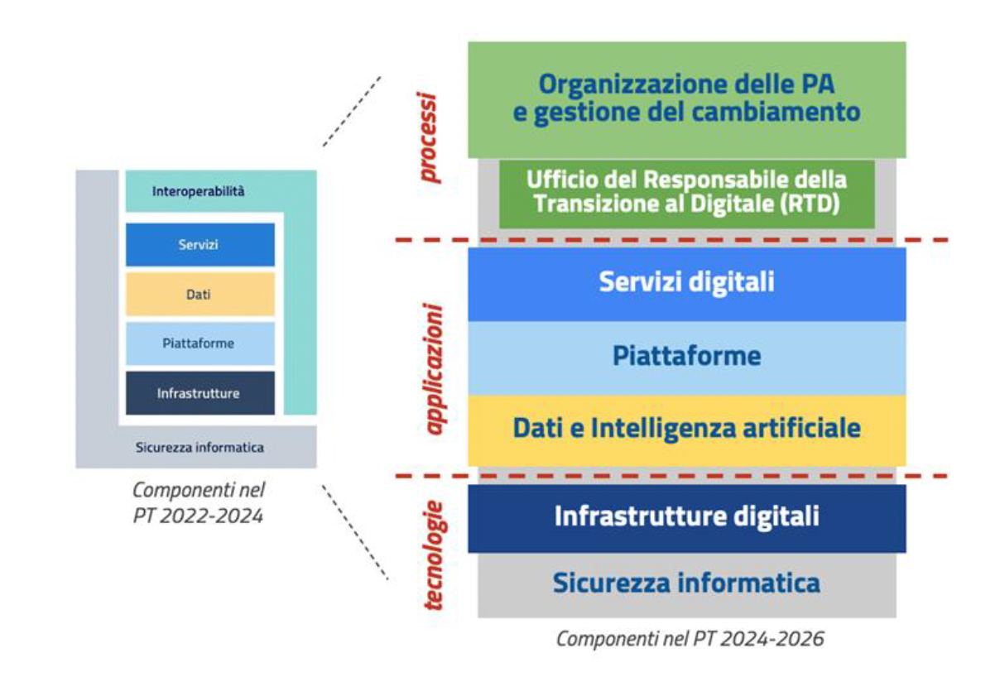 Interoperabilità
Servizi
Dati
Piattaforme
Infrastrutture
Sicurezza informatica
Componenti nel
PT 2022-2024
processi
Organizzazione delle PA
e gestione del cambiamento
Ufficio del Responsabile della
Transizione al Digitale (RTD)
applicazioni
Servizi digitali
Piattaforme
Dati e Intelligenza artificiale
tecnologie
Infrastrutture digitali
Sicurezza informatica
Componenti nel PT 2024-2026